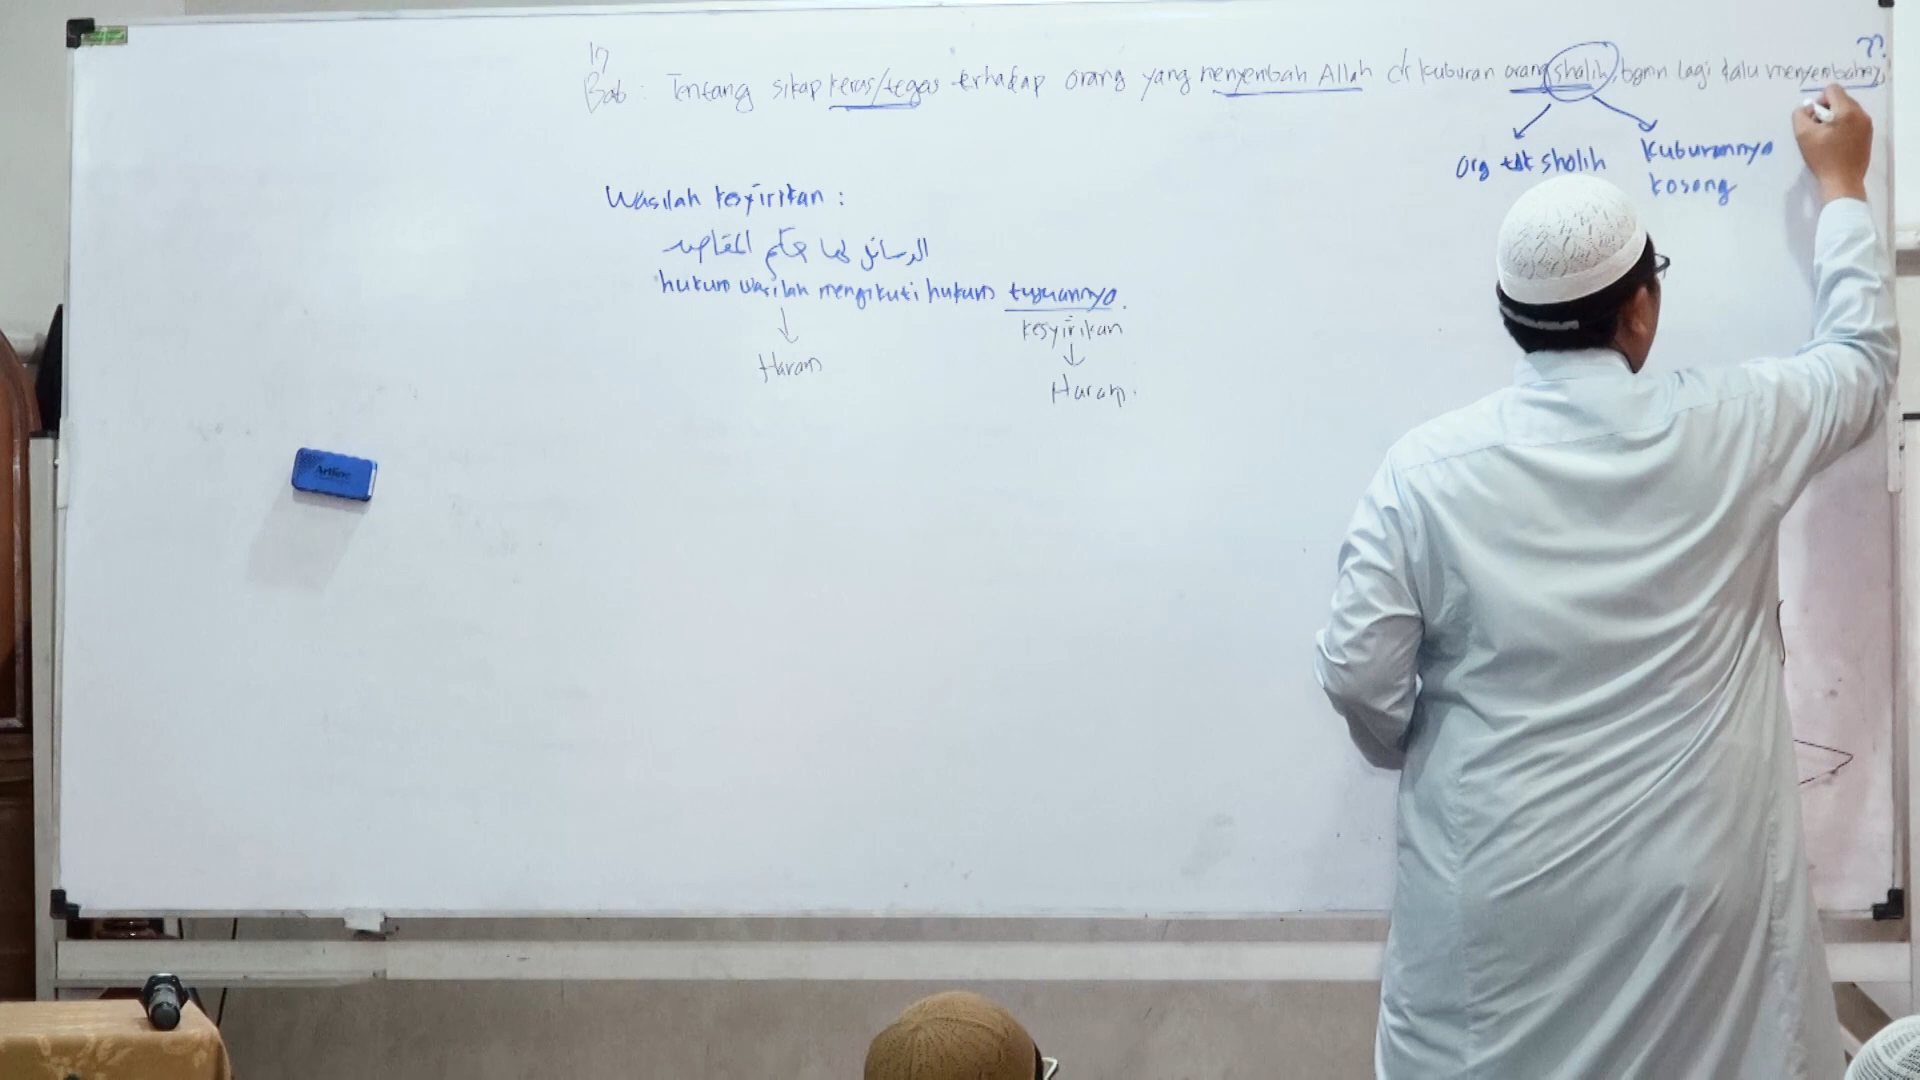 17
Bab : Tentang sikap keras/tegas terhadap orang yang menyembah Allah di kuburan orang sholih, bgmn lagi kalau menyembahnya ??
Org tdk sholih
Kuburannya
kosong
Wasilah kesyirikan :
الوسائل لها حكم المقاصد
hukum wasilah mengikuti hukum tujuannya.
kesyirikan
Haram
Haram.
Artline